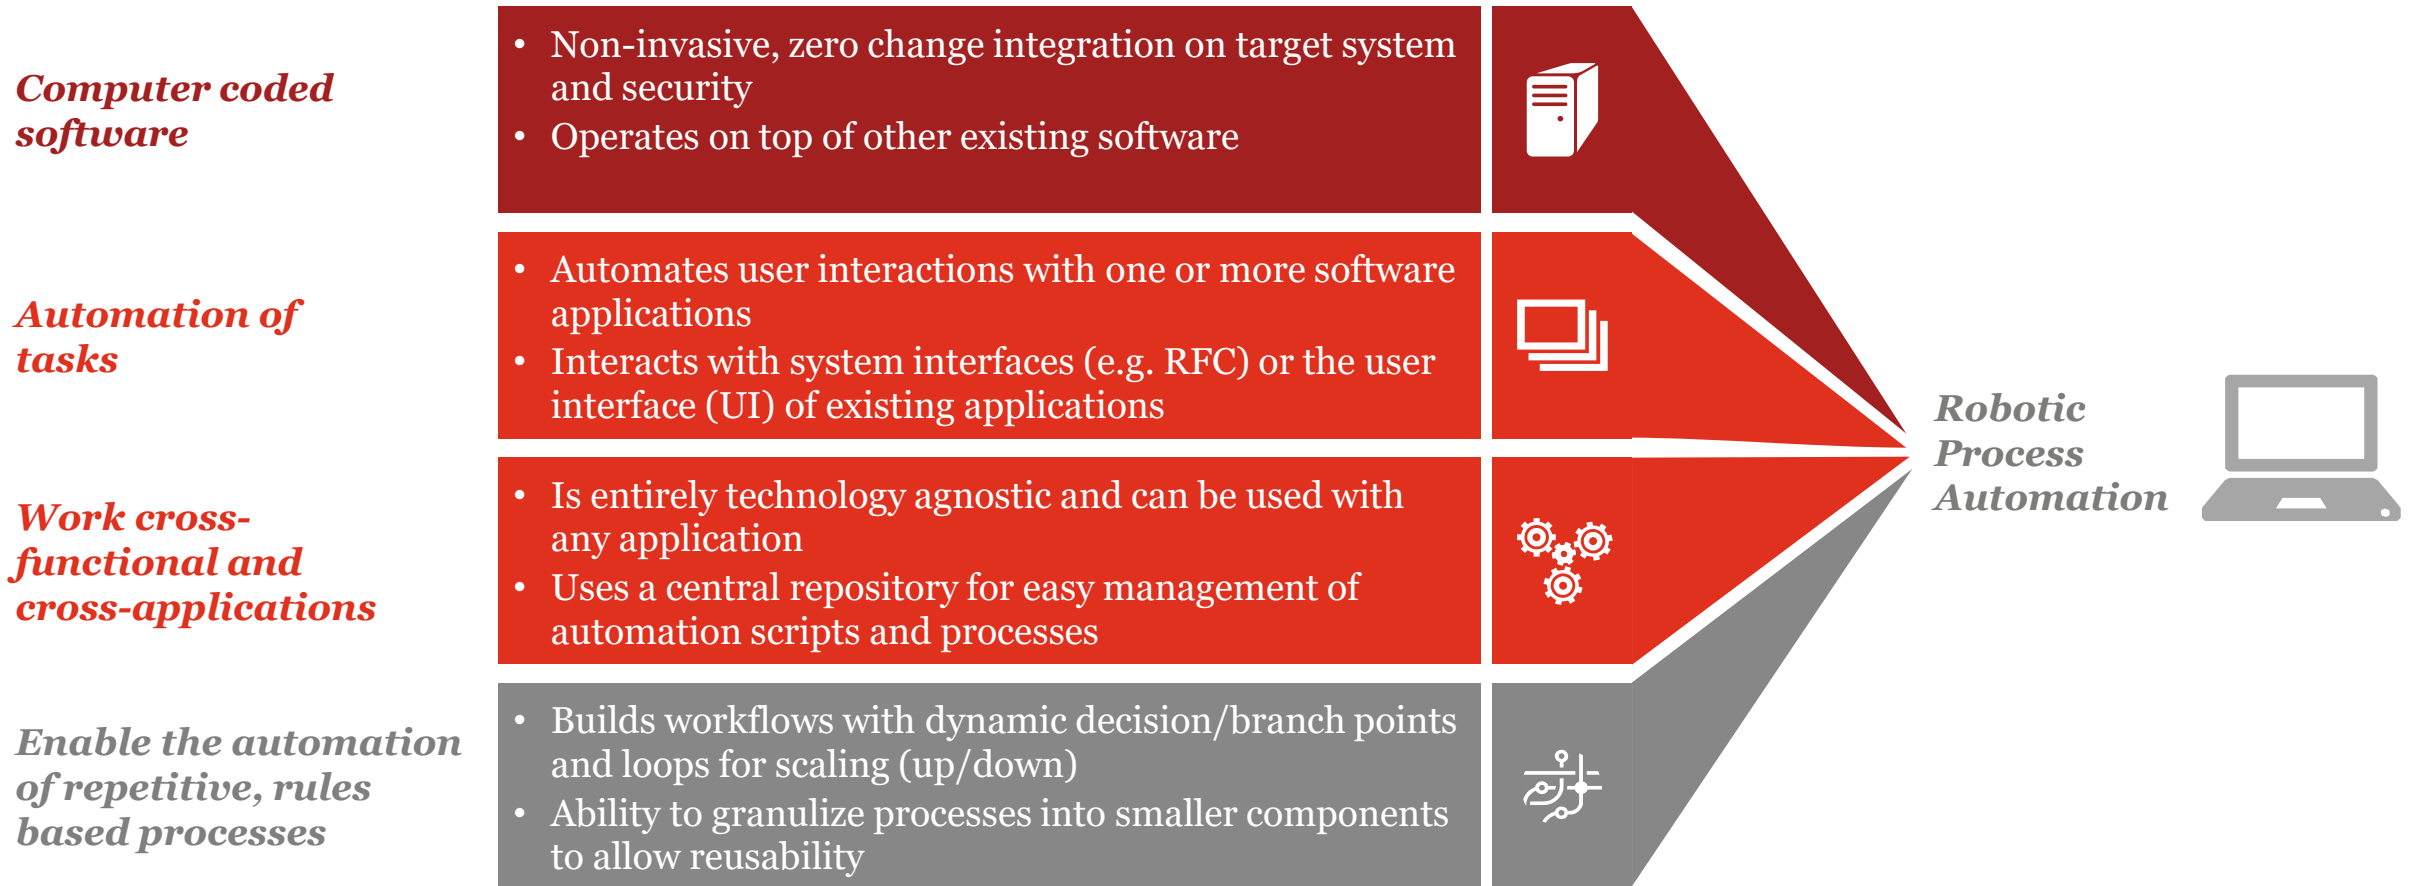 Computer coded
software
• Non-invasive, zero change integration on target system
and security
• Operates on top of other existing software
Automation of
tasks
• Automates user interactions with one or more software
applications
• Interacts with system interfaces (e.g. RFC) or the user
interface (UI) of existing applications
Work cross-
functional and
cross-applications
• Is entirely technology agnostic and can be used with
any application
• Uses a central repository for easy management of
automation scripts and processes
Enable the automation
of repetitive, rules
based processes
• Builds workflows with dynamic decision/branch points
and loops for scaling (up/down)
• Ability to granulize processes into smaller components
to allow reusability
Robotic
Process
Automation